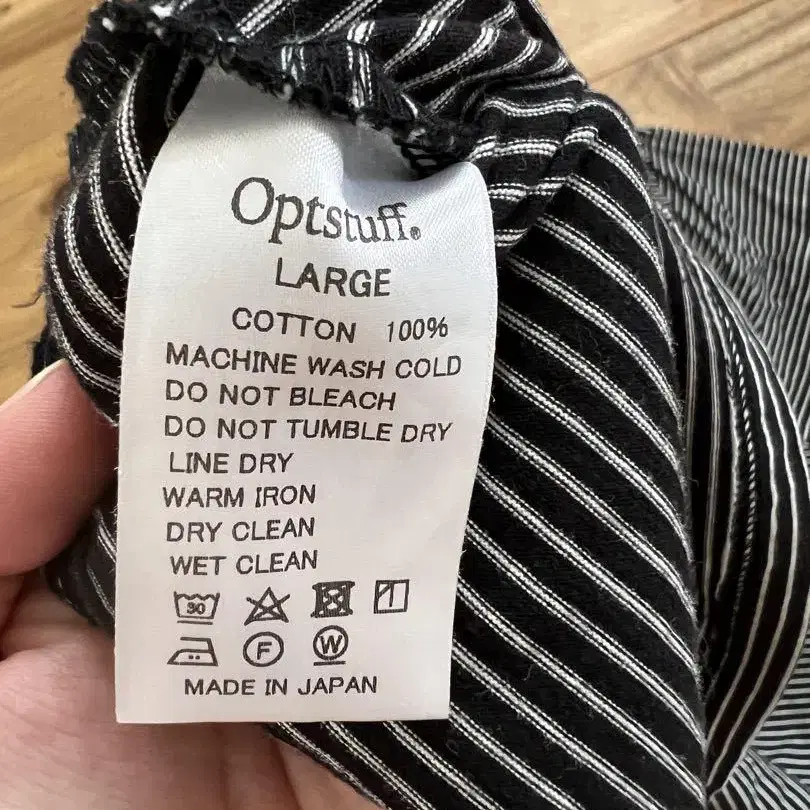 Optstuff.
LARGE
COTTON 100%
MACHINE WASH COLD
DO NOT BLEACH
DO NOT TUMBLE DRY
LINE DRY
WARM IRON
DRY CLEAN
WET CLEAN
30
F W
MADE IN JAPAN